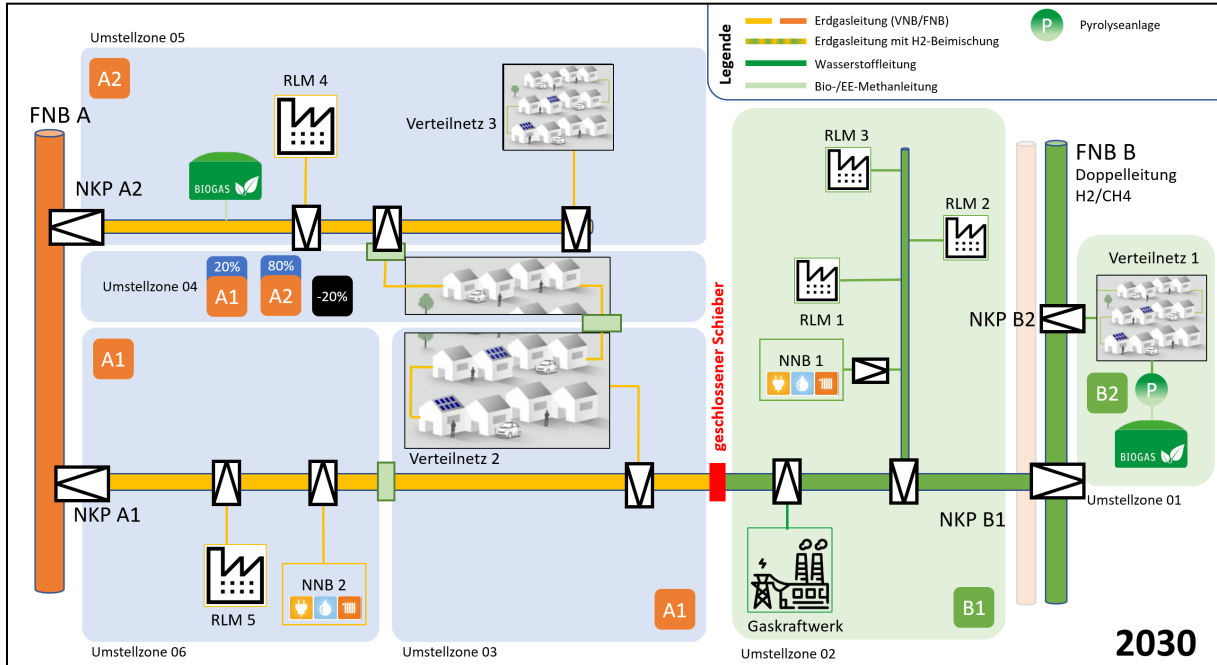 Umstellzone 05
A2
FNB A
NKP A2
BIOGAS
RLM 4
Verteilnetz 3
Legende
Erdgasleitung (VNB/FNB)
Erdgasleitung mit H2-Beimischung
Wasserstoffleitung
Bio-/EE-Methanleitung
P
Pyrolyseanlage
Umstellzone 04
20%
A1
80%
A2
-20%
A1
NKP A1
RLM 5
NNB 2
Umstellzone 06
Verteilnetz 2
A1
Umstellzone 03
geschlossener Schieber
RLM 3
RLM 2
RLM 1
NNB 1
Gaskraftwerk
B1
NKP B1
Umstellzone 02
FNB B
Doppelleitung
H2/CH4
NKP B2
Verteilnetz 1
B2
P
BIOGAS
Umstellzone 01
2030